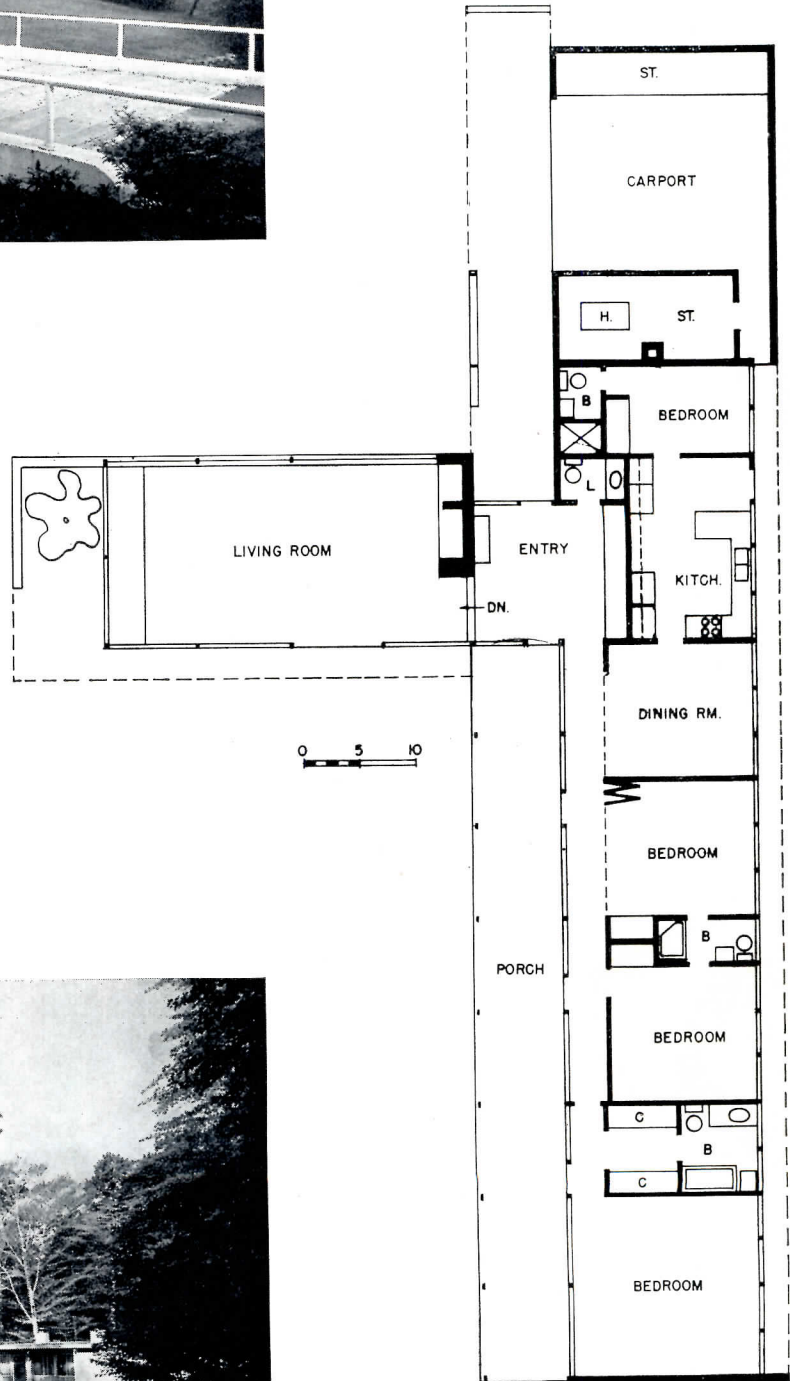 ST.
CARPORT
H. ST.
B
BEDROOM
L
LIVING ROOM
ENTRY
KITCH.
DN.
DINING RM.
0 5 10
BEDROOM
B
PORCH
BEDROOM
C
B
C
BEDROOM